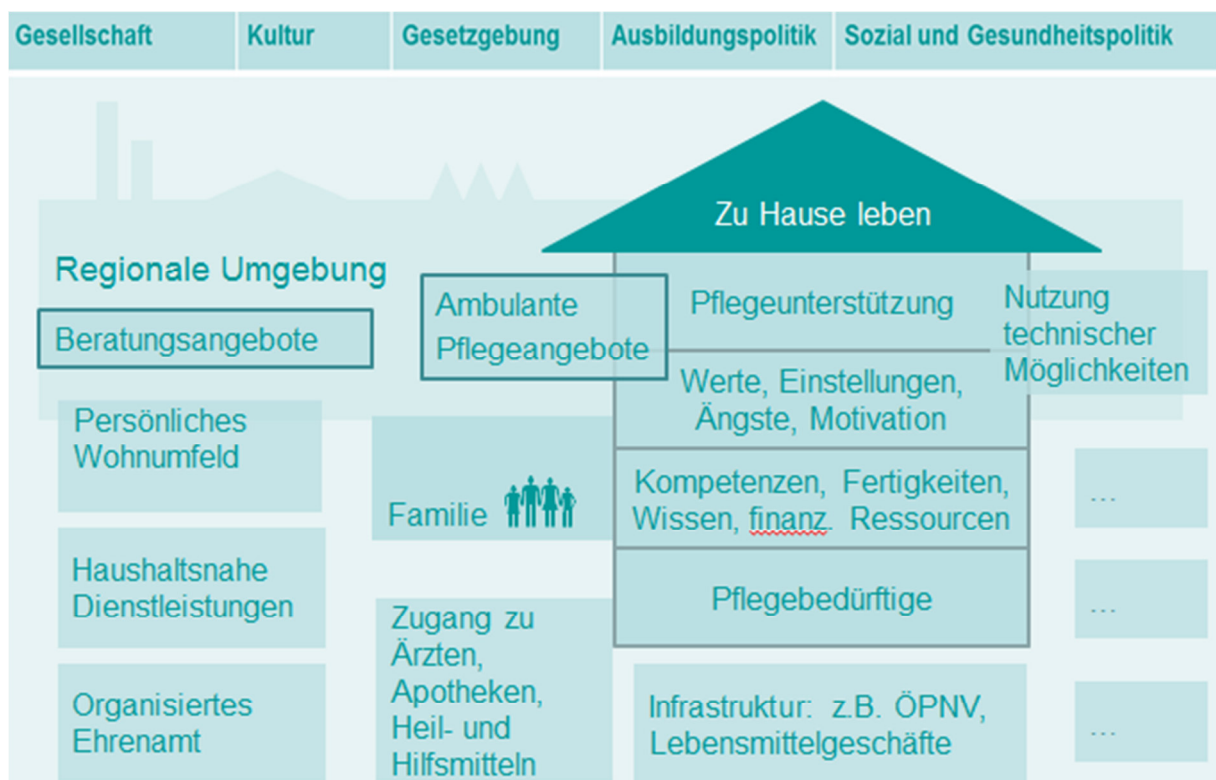 Gesellschaft
Kultur
Gesetzgebung
Ausbildungspolitik
Sozial und Gesundheitspolitik
Zu Hause leben
Regionale Umgebung
Beratungsangebote
Ambulante
Pflegeangebote
Pflegeunterstützung
Nutzung
technischer
Möglichkeiten
Werte, Einstellungen,
Ängste, Motivation
Persönliches
Wohnumfeld
Familie
Kompetenzen, Fertigkeiten,
Wissen, finanz. Ressourcen
...
Haushaltsnahe
Dienstleistungen
Zugang zu
Ärzten,
Apotheken,
Heil- und
Hilfsmitteln
Pflegebedürftige
...
Organisiertes
Ehrenamt
Infrastruktur: z.B. ÖPNV,
Lebensmittelgeschäfte
...